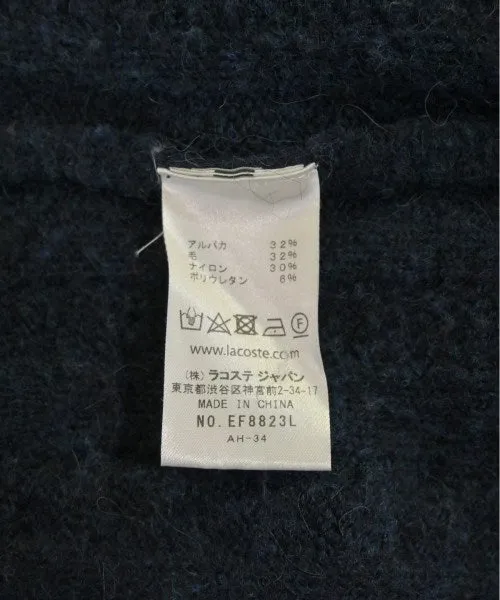 アルパカ 32%
毛 32%
ナイロン 30%
ポリウレタン 6%
www.lacoste.com
(株) ラコステ ジャパン
東京都渋谷区神宮前2-34-17
MADE IN CHINA
NO. EF8823L
AH-34